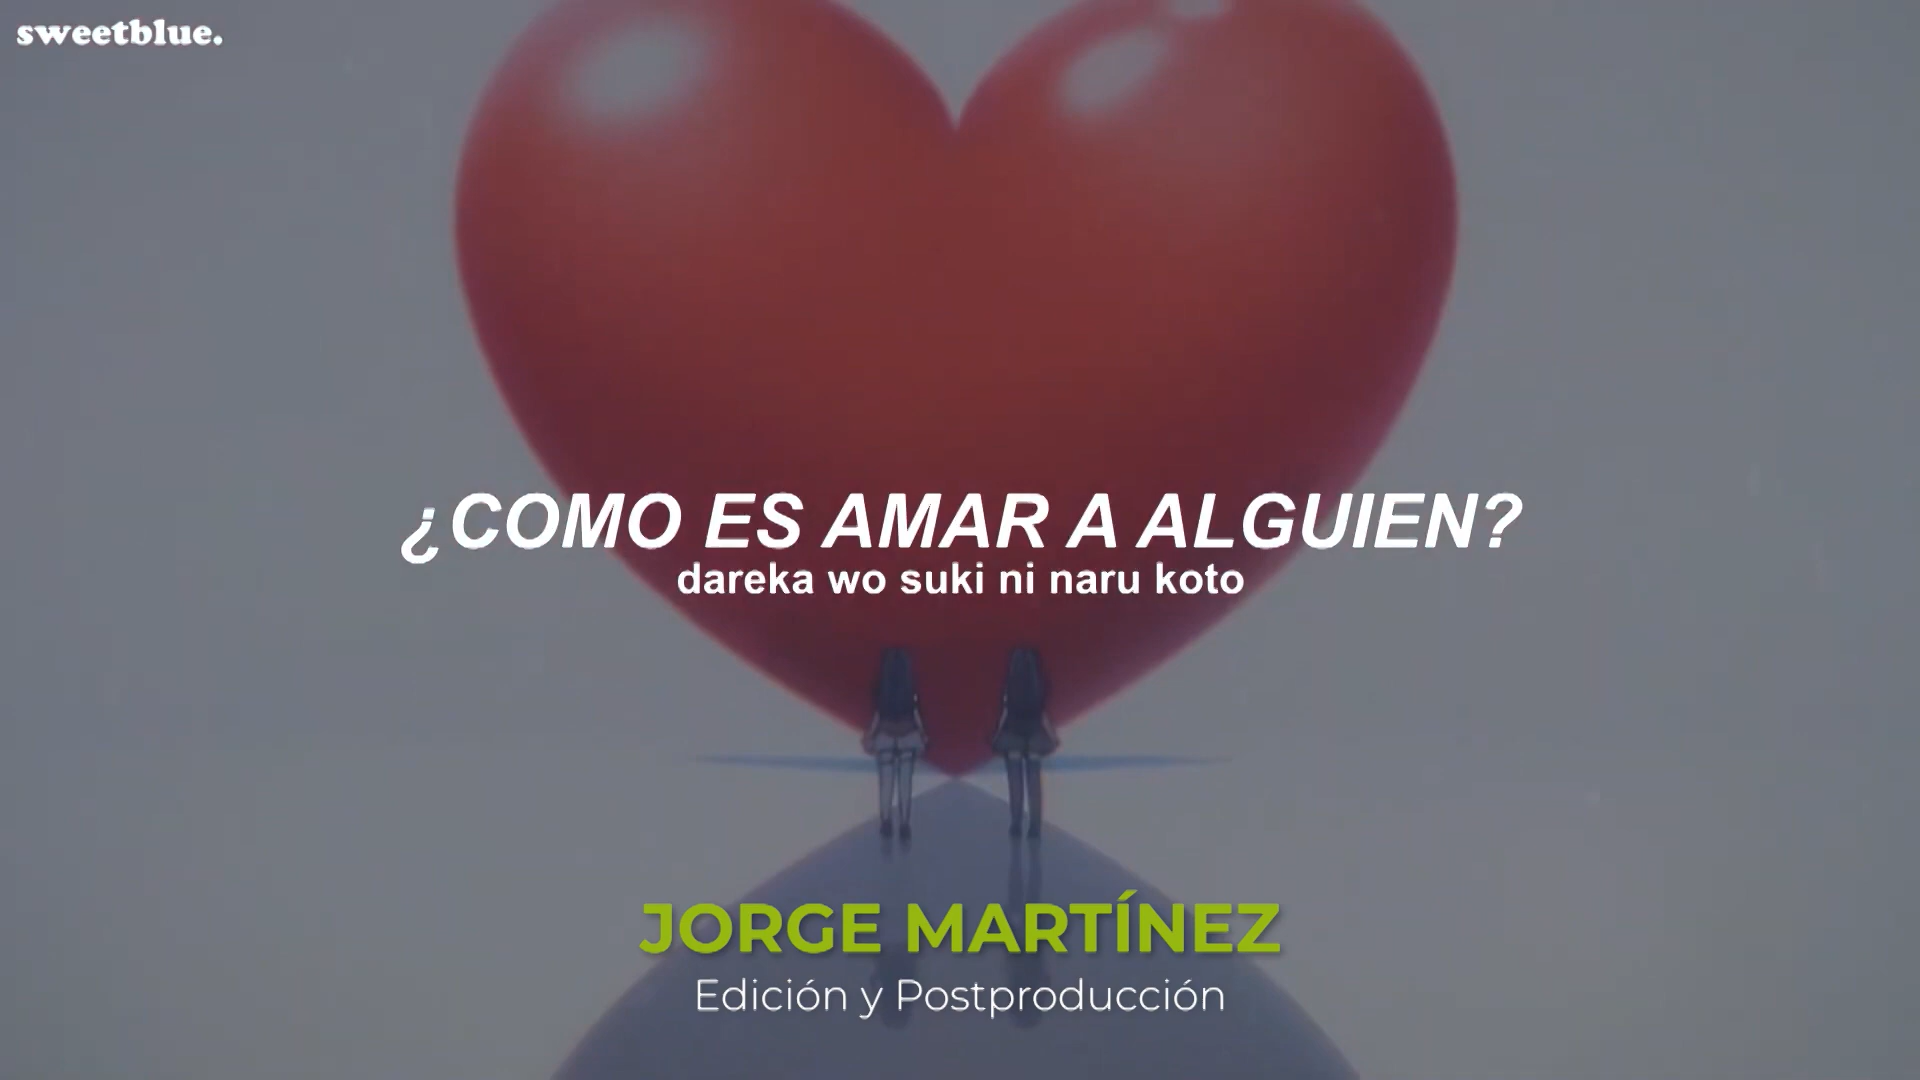 sweetblue.
¿COMO ES AMAR A ALGUIEN?
dareka wo suki ni naru koto
JORGE MARTÍNEZ
Edición y Postproducción